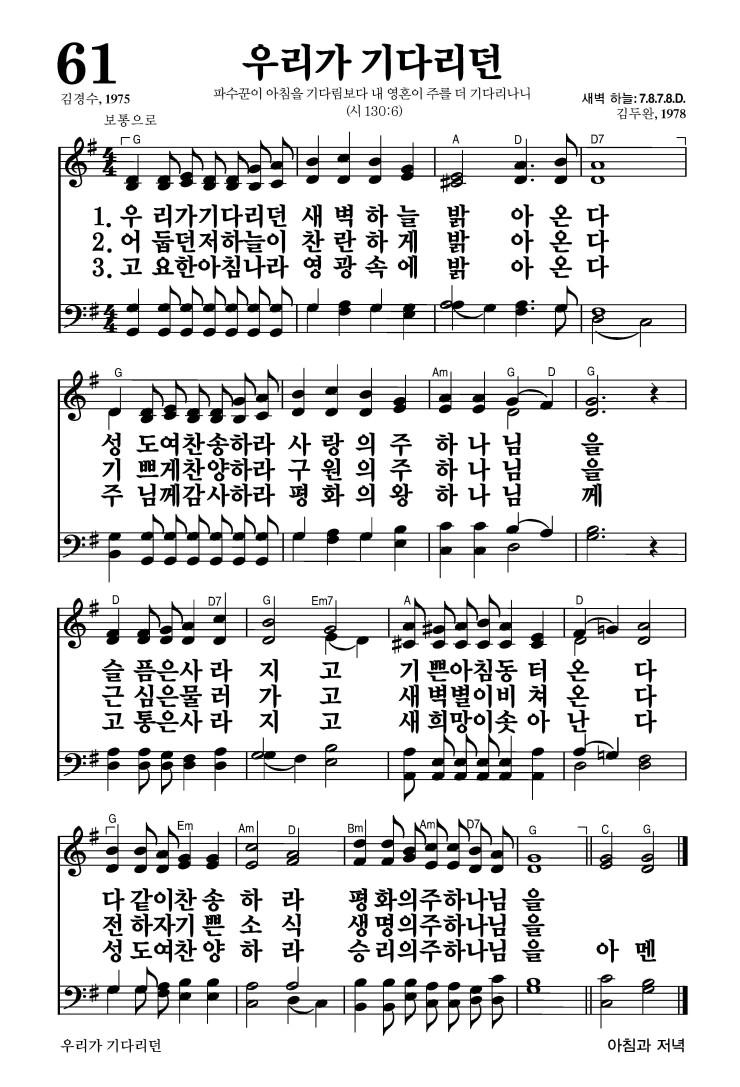 61
우리가 기다리던
김경수, 1975
파수꾼이 아침을 기다림보다 내 영혼이 주를 더 기다리나니
(시 130:6)
새벽 하늘: 7.8.7.8.D.
김두완, 1978
보통으로
G A D D7
1. 우 리가기다리던 새 벽 하 늘 밝 아 온 다
2. 어 둡던저하늘이 찬 란 하 게 밝 아 온 다
3. 고 요한아침나라 영 광 속 에 밝 아 온 다
G Am G D G
성 도여찬송하라 사 랑 의 주 하 나 님 을
기 쁘게찬양하라 구 원 의 주 하 나 님 을
주 님께감사하라 평 화 의 왕 하 나 님 께
D D7 G Em7 A D
슬 픔은사 라 지 고 기 쁜아침동 터 온 다
근 심은물 러 가 고 새 벽별이비 쳐 온 다
고 통은사 라 지 고 새 희망이솟 아 난 다
G Em Am D Bm Am D7 G C G
다 같이찬 송 하 라 평 화의주하나님 을
전 하자기 쁜 소 식 생 명의주하나님 을
성 도여찬 양 하 라 승 리의주하나님 을 아 멘
우리가 기다리던
아침과 저녁